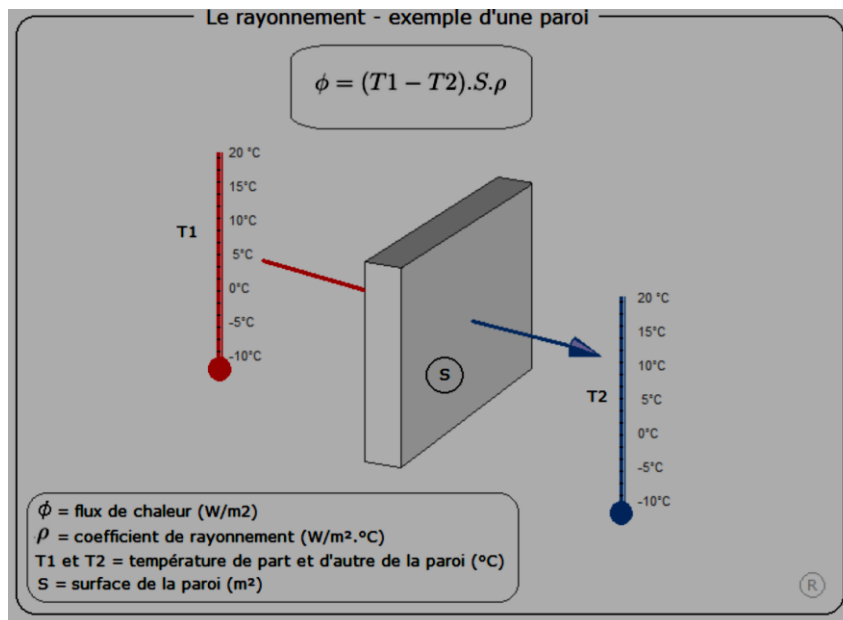 Le rayonnement - exemple d'une paroi
ϕ = (T1 − T2).S.ρ
20 °C
15°C
10°C
T1
5°C
0°C
-5°C
-10°C
20 °C
15°C
10°C
T2
5°C
0°C
-5°C
-10°C
S
ϕ = flux de chaleur (W/m2)
ρ = coefficient de rayonnement (W/m².°C)
T1 et T2 = température de part et d'autre de la paroi (°C)
S = surface de la paroi (m²)
R